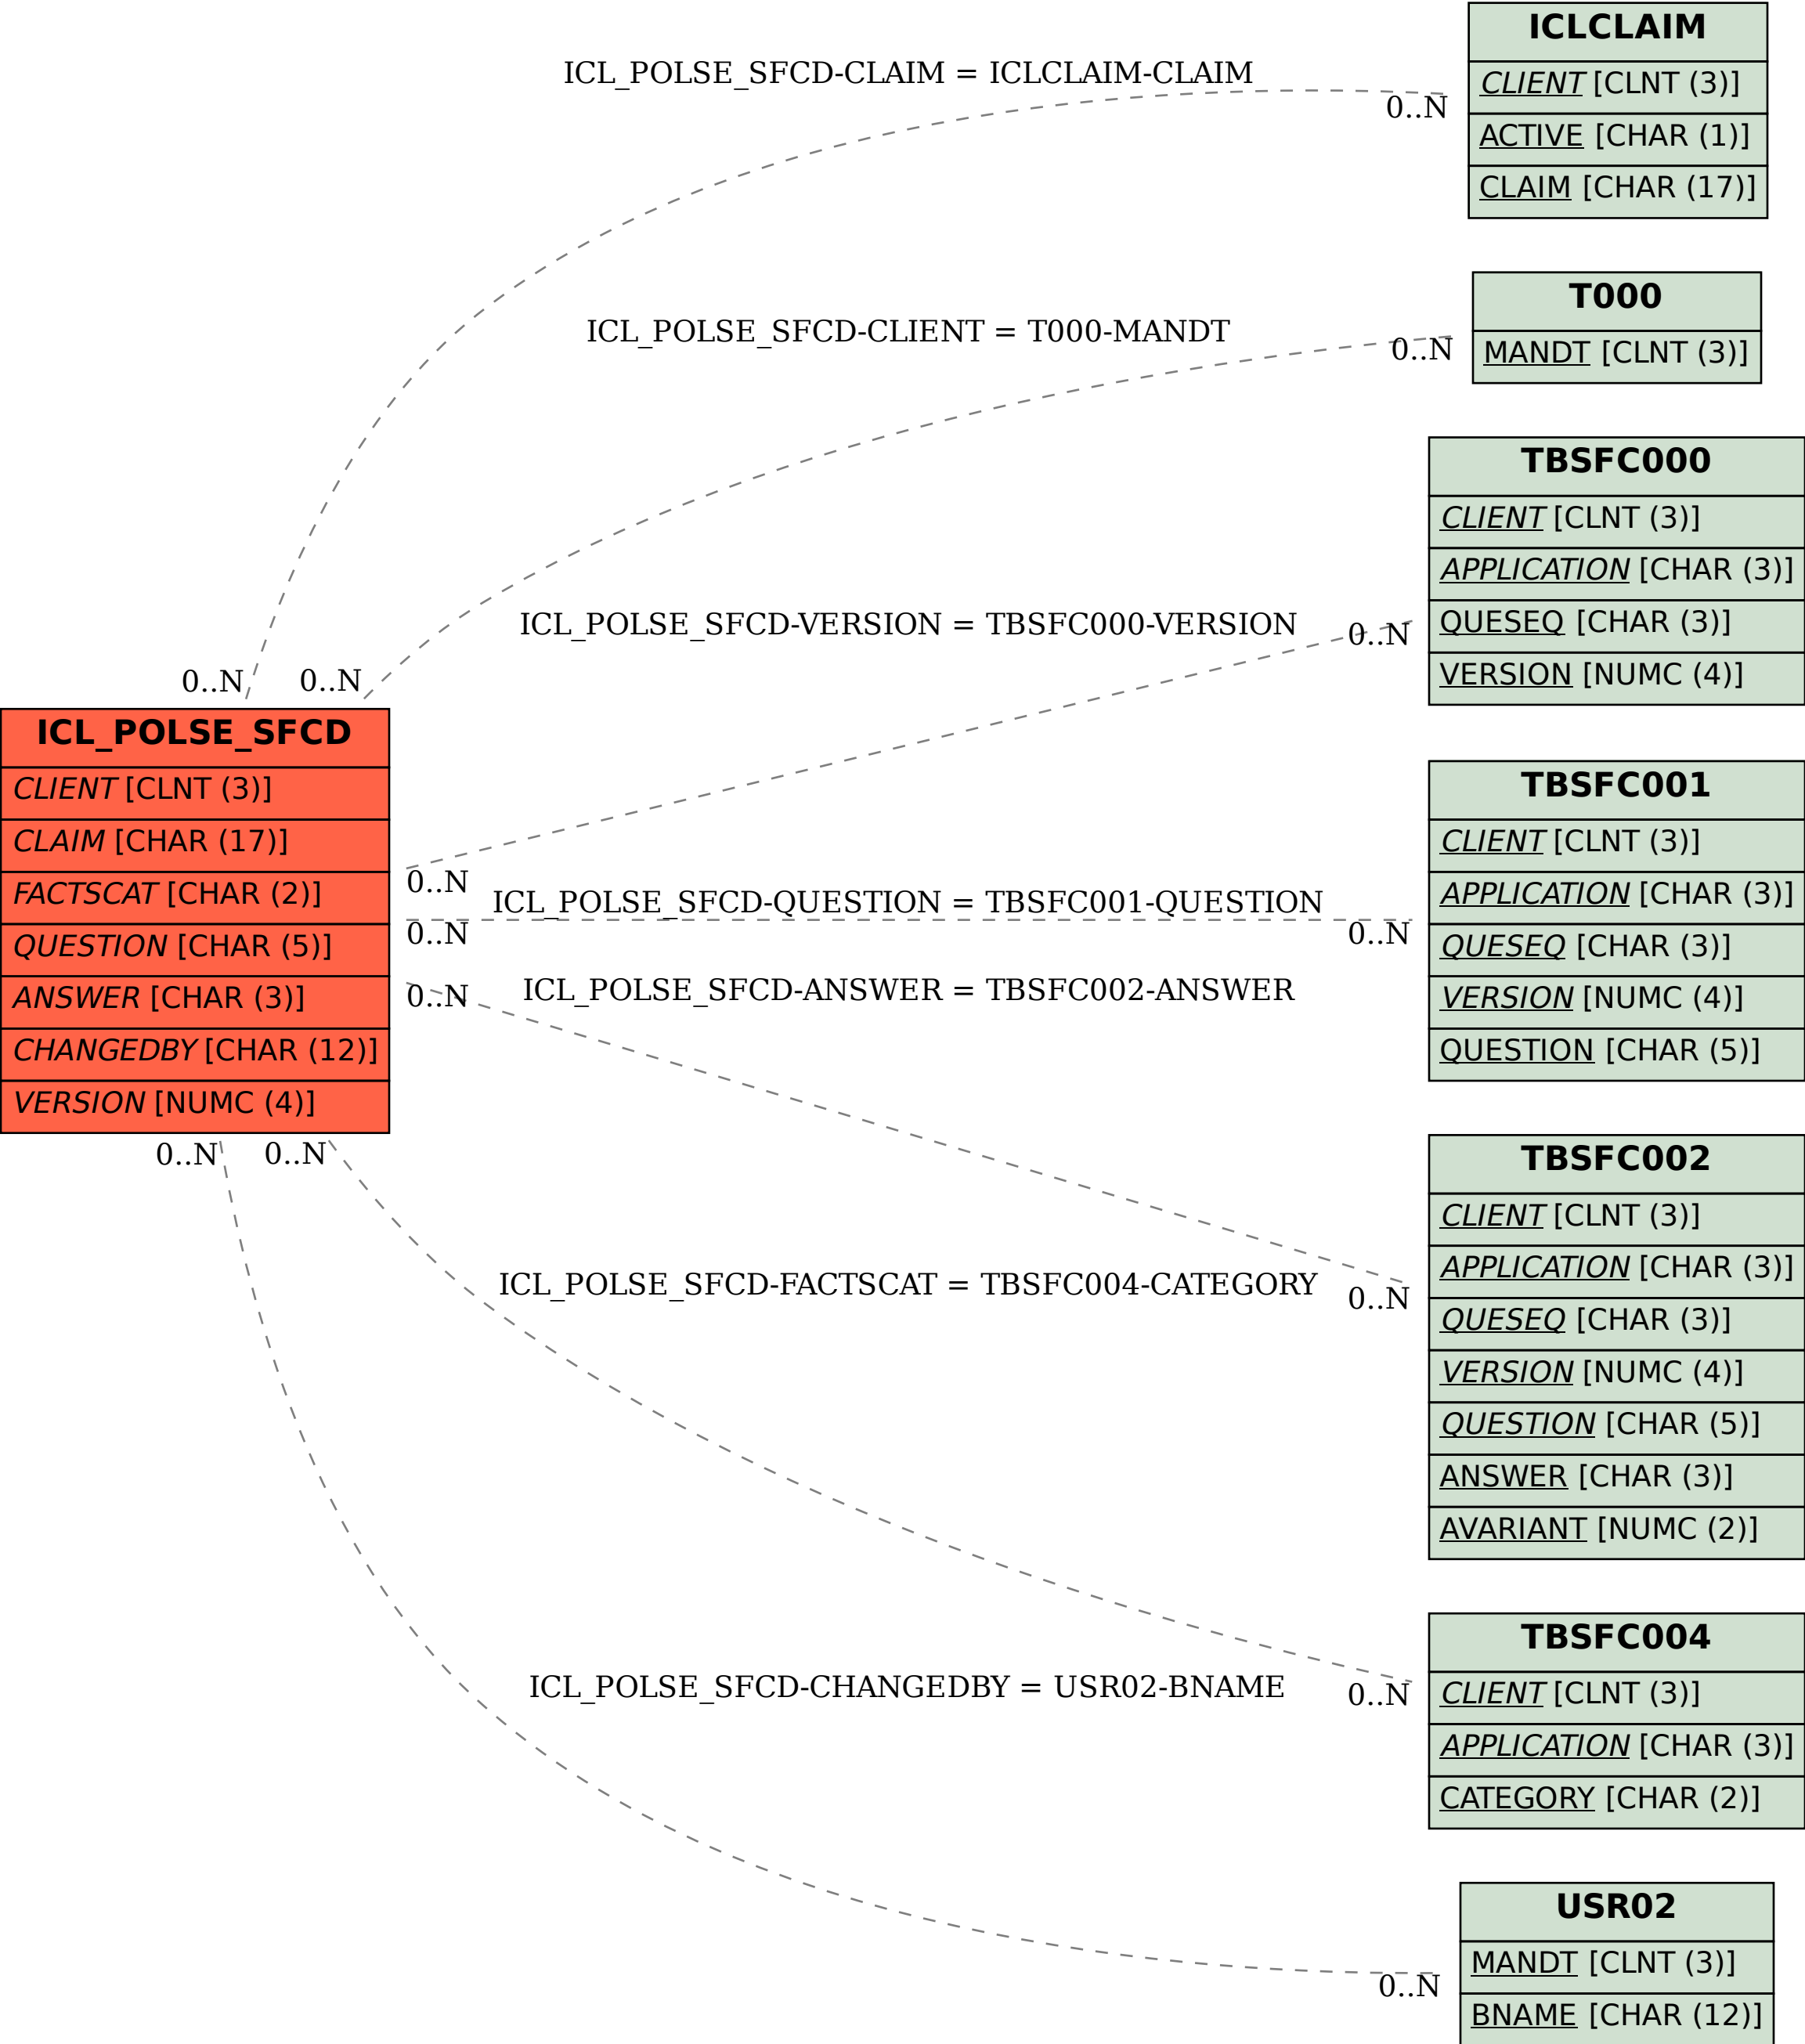 ICLCLAIM
CLIENT [CLNT (3)]
ACTIVE [CHAR (1)]
CLAIM [CHAR (17)]
ICL_POLSE_SFCD-CLAIM = ICLCLAIM-CLAIM
0..N
0..N
T000
MANDT [CLNT (3)]
ICL_POLSE_SFCD-CLIENT = T000-MANDT
0..N
0..N
TBSFC000
CLIENT [CLNT (3)]
APPLICATION [CHAR (3)]
QUESEQ [CHAR (3)]
VERSION [NUMC (4)]
ICL_POLSE_SFCD-VERSION = TBSFC000-VERSION
0..N
0..N
ICL_POLSE_SFCD
CLIENT [CLNT (3)]
CLAIM [CHAR (17)]
FACTSCAT [CHAR (2)]
QUESTION [CHAR (5)]
ANSWER [CHAR (3)]
CHANGEDBY [CHAR (12)]
VERSION [NUMC (4)]
TBSFC001
CLIENT [CLNT (3)]
APPLICATION [CHAR (3)]
QUESEQ [CHAR (3)]
VERSION [NUMC (4)]
QUESTION [CHAR (5)]
ICL_POLSE_SFCD-QUESTION = TBSFC001-QUESTION
0..N
0..N
ICL_POLSE_SFCD-ANSWER = TBSFC002-ANSWER
0..N
0..N
TBSFC002
CLIENT [CLNT (3)]
APPLICATION [CHAR (3)]
QUESEQ [CHAR (3)]
VERSION [NUMC (4)]
QUESTION [CHAR (5)]
ANSWER [CHAR (3)]
AVARIANT [NUMC (2)]
ICL_POLSE_SFCD-FACTSCAT = TBSFC004-CATEGORY
0..N
0..N
TBSFC004
CLIENT [CLNT (3)]
APPLICATION [CHAR (3)]
CATEGORY [CHAR (2)]
ICL_POLSE_SFCD-CHANGEDBY = USR02-BNAME
0..N
0..N
USR02
MANDT [CLNT (3)]
BNAME [CHAR (12)]